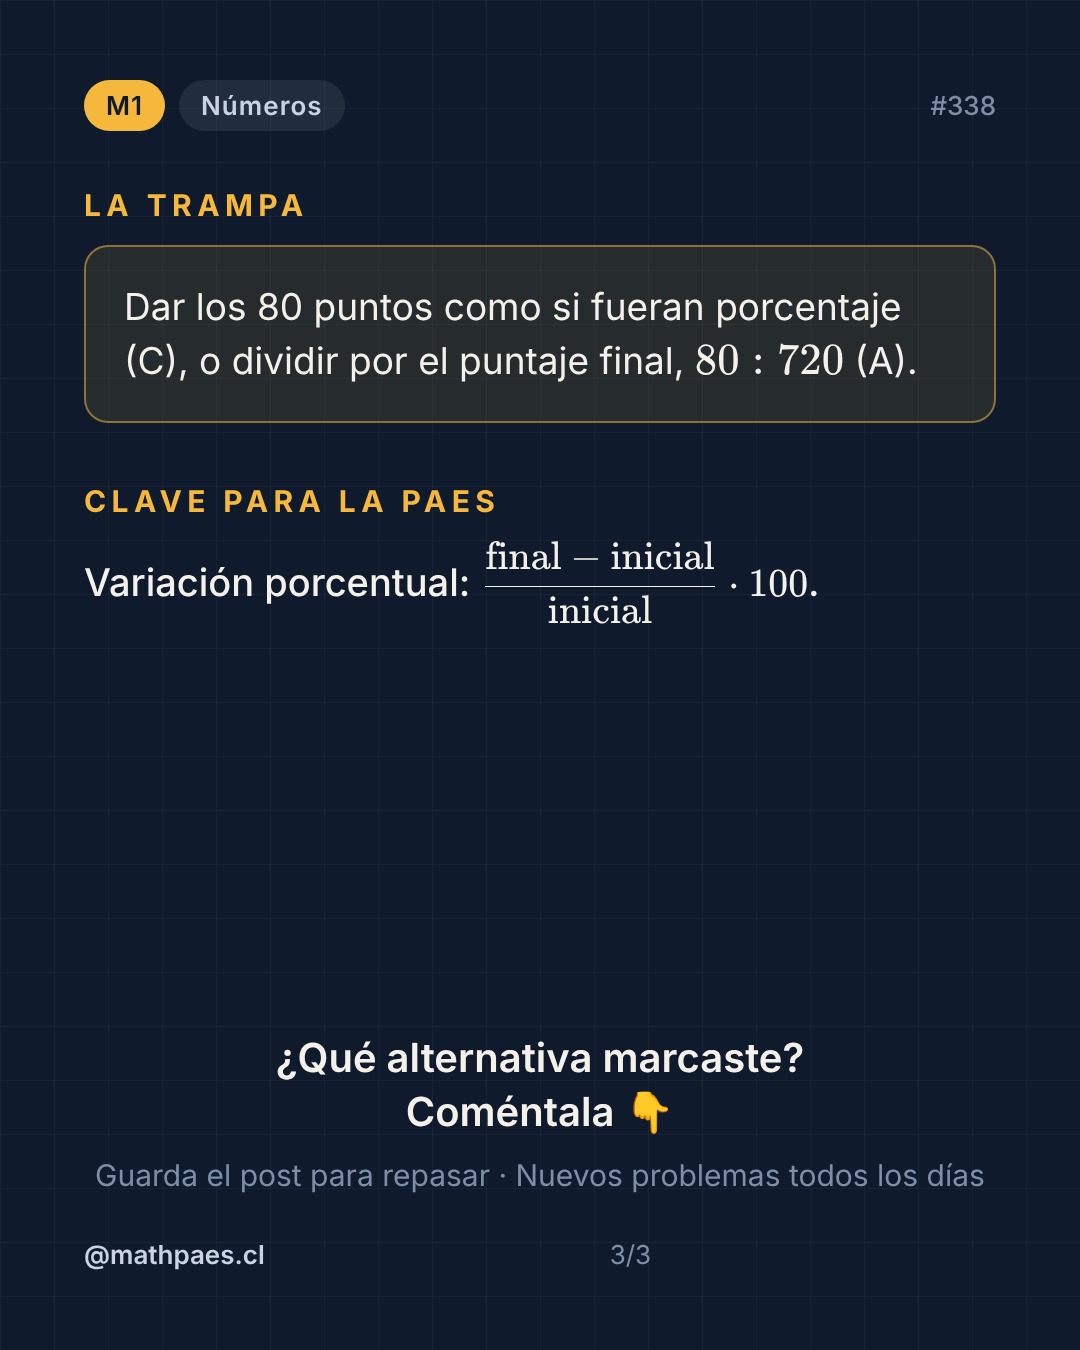 M1 Números #338
LA TRAMPA
Dar los 80 puntos como si fueran porcentaje
(C), o dividir por el puntaje final, 80 : 720 (A).
CLAVE PARA LA PAES
Variación porcentual: \frac{final − inicial}{inicial} · 100.
¿Qué alternativa marcaste?
Coméntala 👇
Guarda el post para repasar · Nuevos problemas todos los días
@mathpaes.cl 3/3